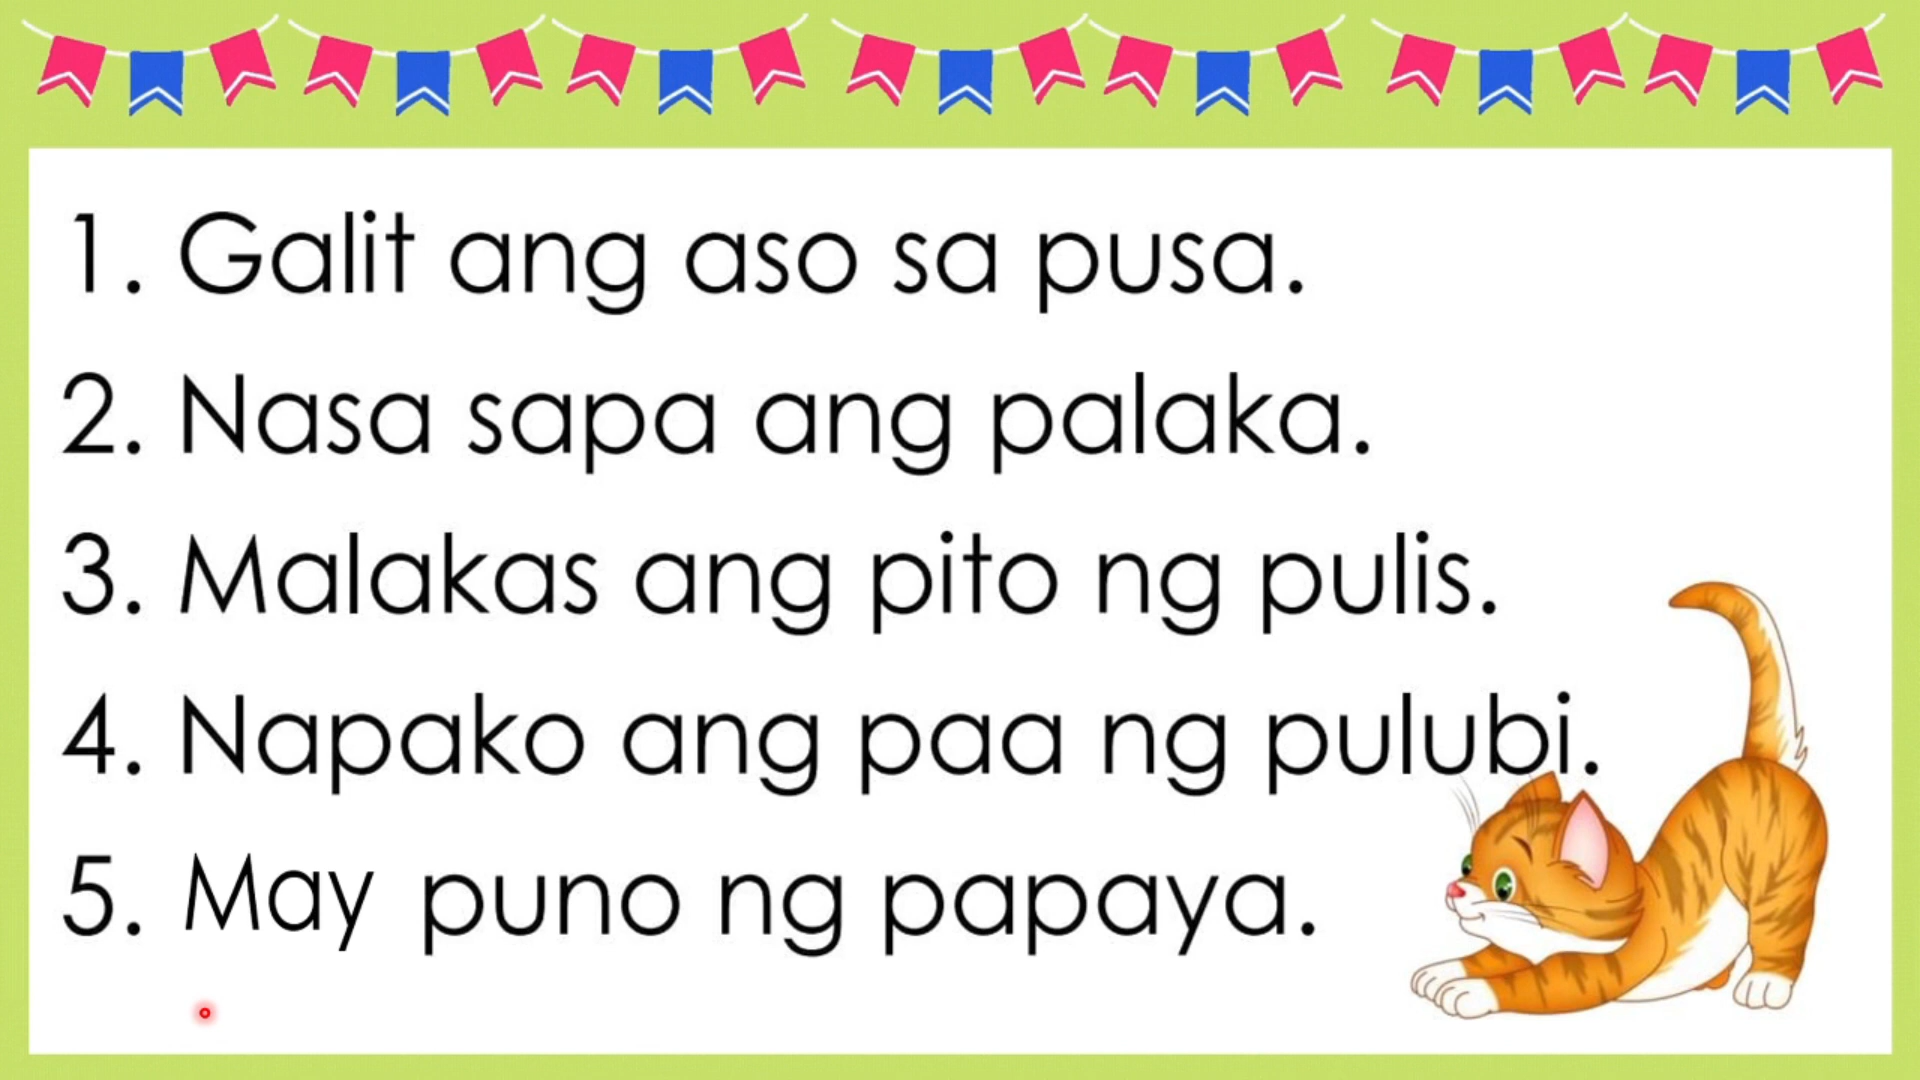 1. Galit ang aso sa pusa.
2. Nasa sapa ang palaka.
3. Malakas ang pito ng pulis.
4. Napako ang paa ng pulubi.
5. May puno ng papaya.